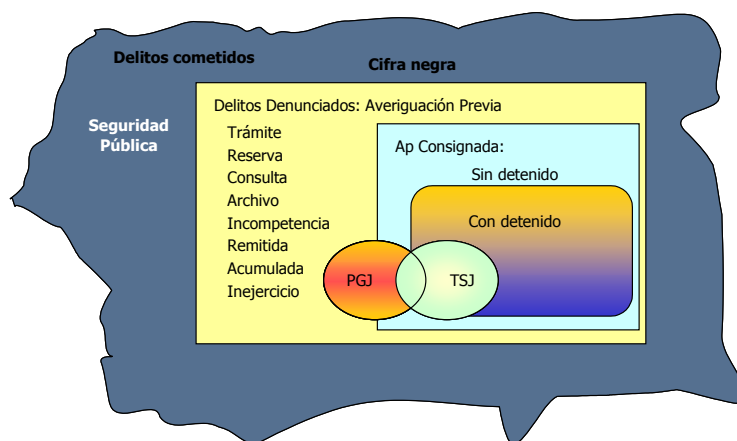 Delitos cometidos
Cifra negra
Seguridad
Pública
Delitos Denunciados: Averiguación Previa
Trámite
Reserva
Consulta
Archivo
Incompetencia
Remitida
Acumulada
Inejercicio
Ap Consignada:
Sin detenido
Con detenido
PGJ
TSJ